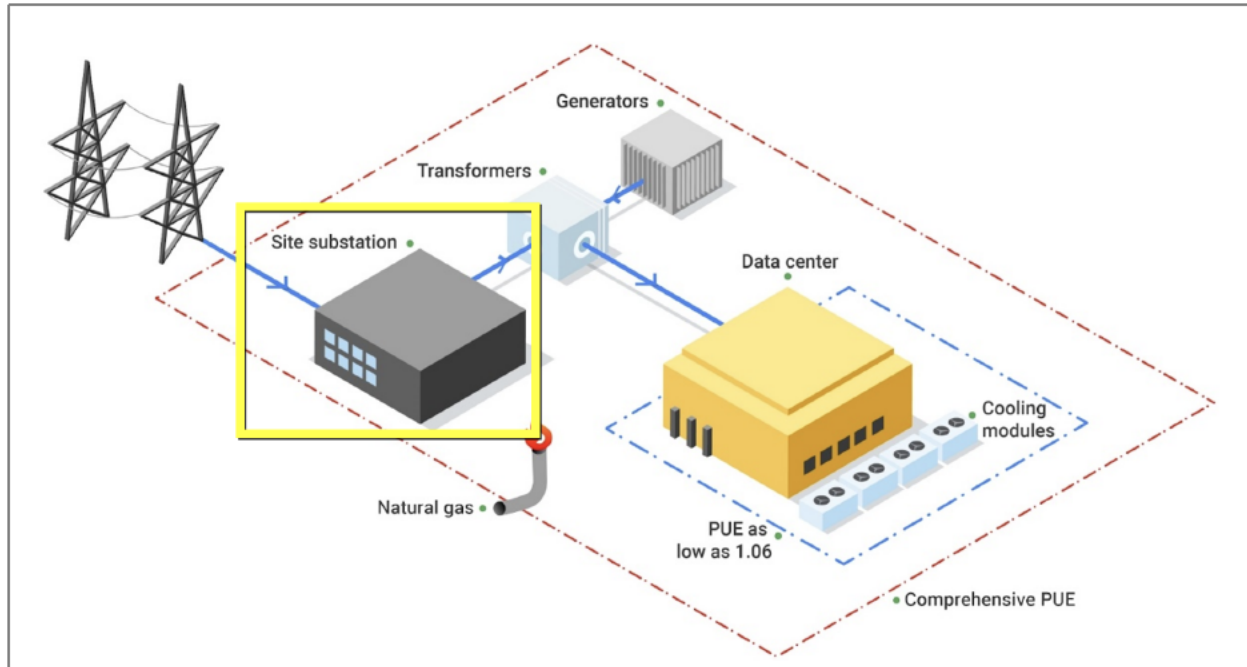 Generators
Transformers
Site substation
Data center
Cooling
modules
Natural gas
PUE as
low as 1.06
Comprehensive PUE